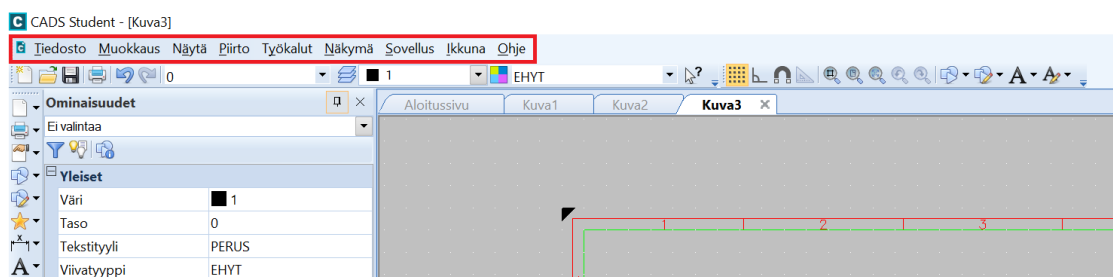 CADS Student - [Kuva3]
Tiedosto Muokkaus Näytä Piirto Työkalut Näkymä Sovellus Ikkuna Ohje
0 1 EHYT
Ominaisuudet
Aloitussivu Kuva1 Kuva2 Kuva3
Ei valintaa
Yleiset
Väri 1
Taso 0
Tekstityyli PERUS
Viivatyyppi EHYT
1 2 3